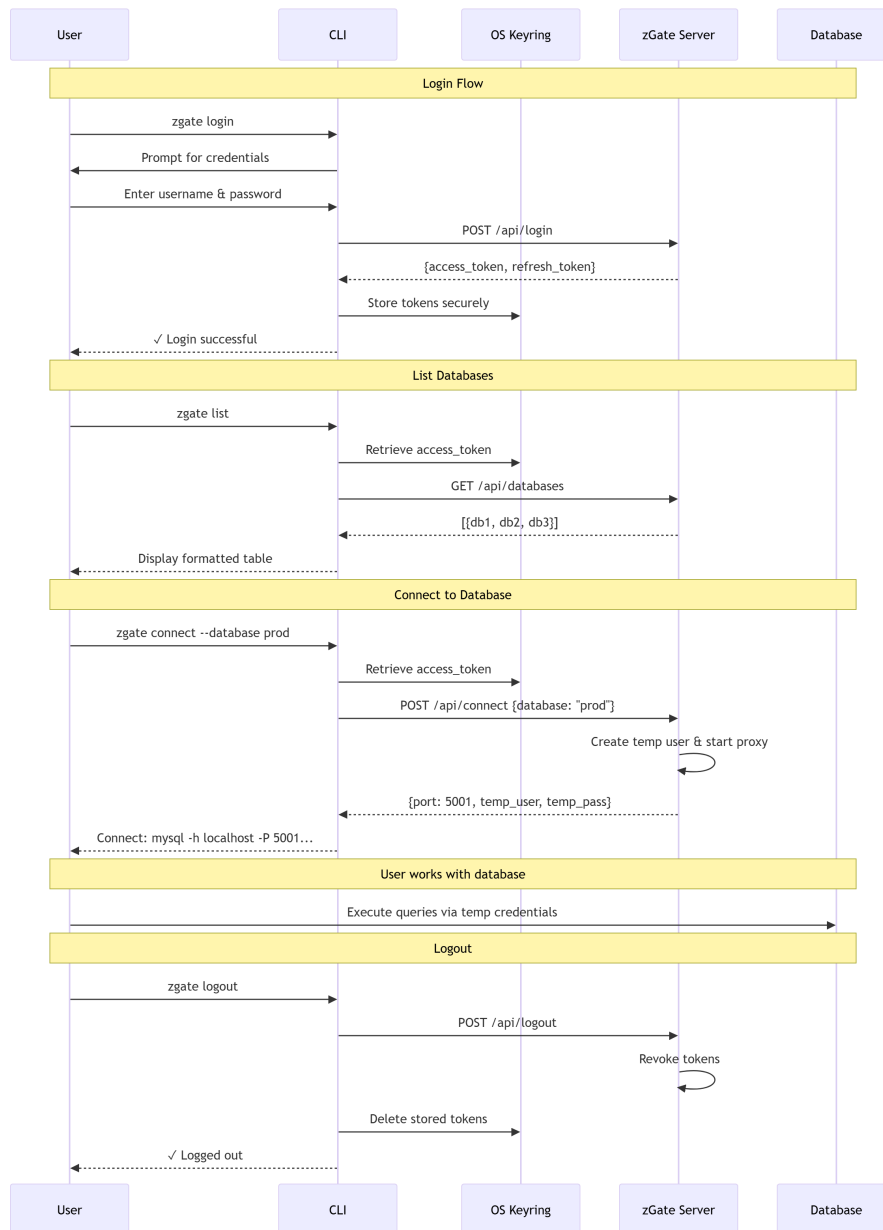 User
CLI
OS Keyring
zGate Server
Database
Login Flow
zgate login
Prompt for credentials
Enter username & password
POST /api/login
{access_token, refresh_token}
Store tokens securely
✓ Login successful
List Databases
zgate list
Retrieve access_token
GET /api/databases
[{db1, db2, db3}]
Display formatted table
Connect to Database
zgate connect --database prod
Retrieve access_token
POST /api/connect {database: "prod"}
Create temp user & start proxy
{port: 5001, temp_user, temp_pass}
Connect: mysql -h localhost -P 5001...
User works with database
Execute queries via temp credentials
Logout
zgate logout
POST /api/logout
Revoke tokens
Delete stored tokens
✓ Logged out
User
CLI
OS Keyring
zGate Server
Database